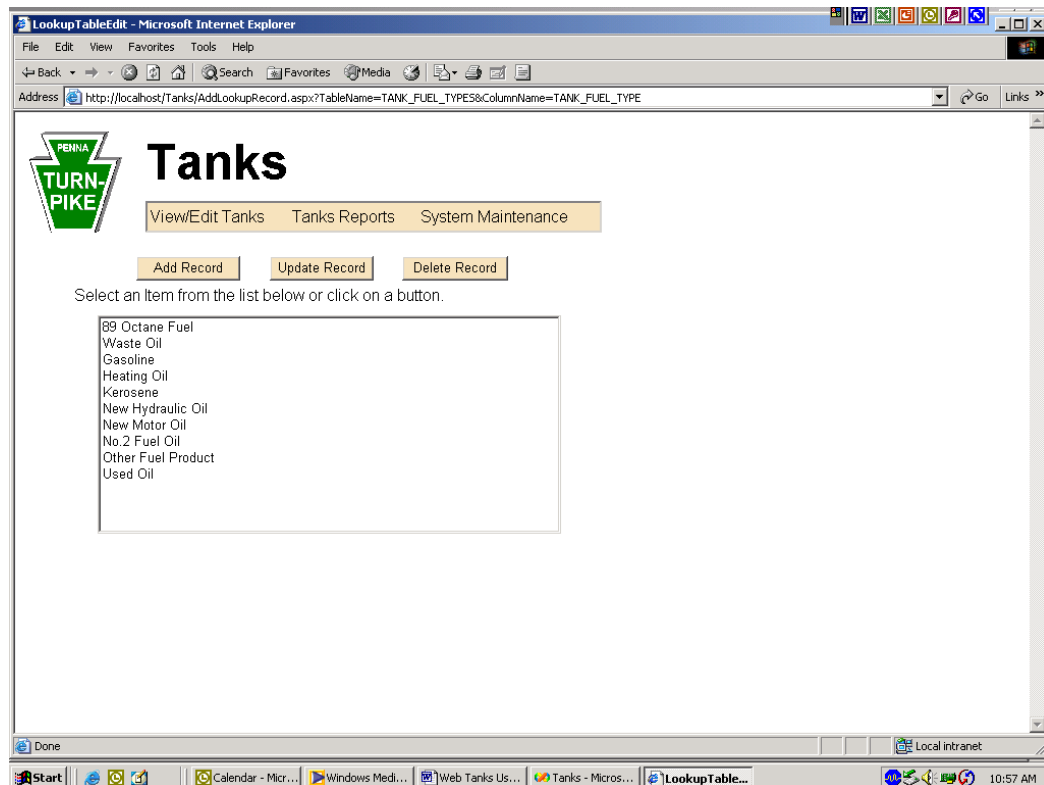 LookupTableEdit - Microsoft Internet Explorer
File Edit View Favorites Tools Help
Back Search Favorites Media
Address http://localhost/Tanks/AddLookupRecord.aspx?TableName=TANK_FUEL_TYPES&ColumnName=TANK_FUEL_TYPE Go Links »
PENNA
TURN-
PIKE
Tanks
View/Edit Tanks Tanks Reports System Maintenance
Add Record Update Record Delete Record
Select an Item from the list below or click on a button.
89 Octane Fuel
Waste Oil
Gasoline
Heating Oil
Kerosene
New Hydraulic Oil
New Motor Oil
No.2 Fuel Oil
Other Fuel Product
Used Oil
Done Local intranet
Start Calendar - Micr... Windows Medi... Web Tanks Us... Tanks - Micros... LookupTable... 10:57 AM